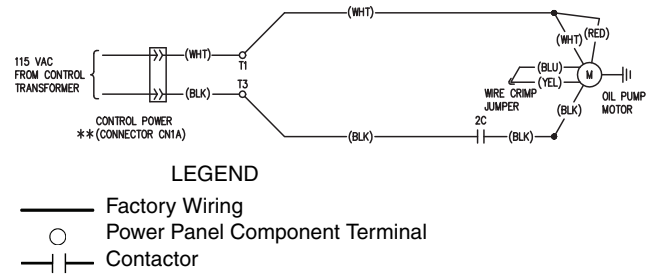 (WHT)
(WHT) (RED)
115 VAC
FROM CONTROL
TRANSFORMER
(WHT)
T1
(BLU)
(YEL)
M
WIRE CRIMP
JUMPER
OIL PUMP
MOTOR
T3
(BLK)
(BLK)
CONTROL POWER
**(CONNECTOR CN1A)
2C
(BLK)
(BLK)
LEGEND
Factory Wiring
Power Panel Component Terminal
Contactor